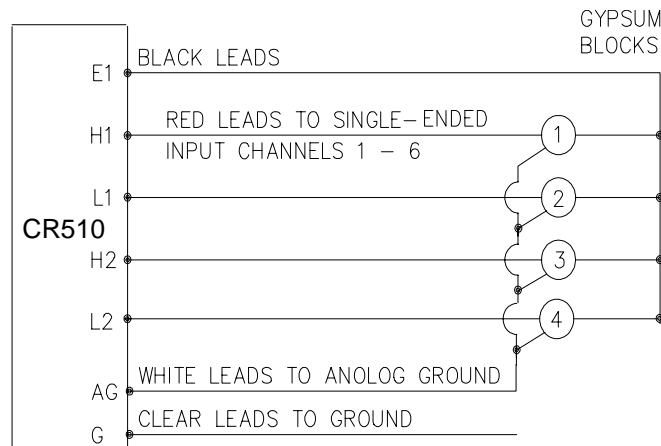 GYPSUM
BLOCKS
BLACK LEADS
E1
RED LEADS TO SINGLE-ENDED
H1
1
INPUT CHANNELS 1 - 6
L1
2
CR510
H2
3
L2
4
WHITE LEADS TO ANOLOG GROUND
AG
CLEAR LEADS TO GROUND
G